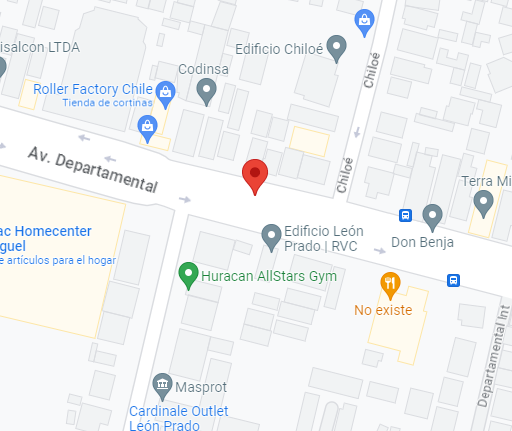 isalcon LTDA
Edificio Chiloé
Codinsa
Chiloé
Roller Factory Chile
Tienda de cortinas
Av. Departamental
Chiloé
Terra Mi
ac Homecenter
guel
e artículos para el hogar
Edificio León
Prado | RVC
Don Benja
Huracan AllStars Gym
No existe
Departamental Int
Masprot
Cardinale Outlet
León Prado